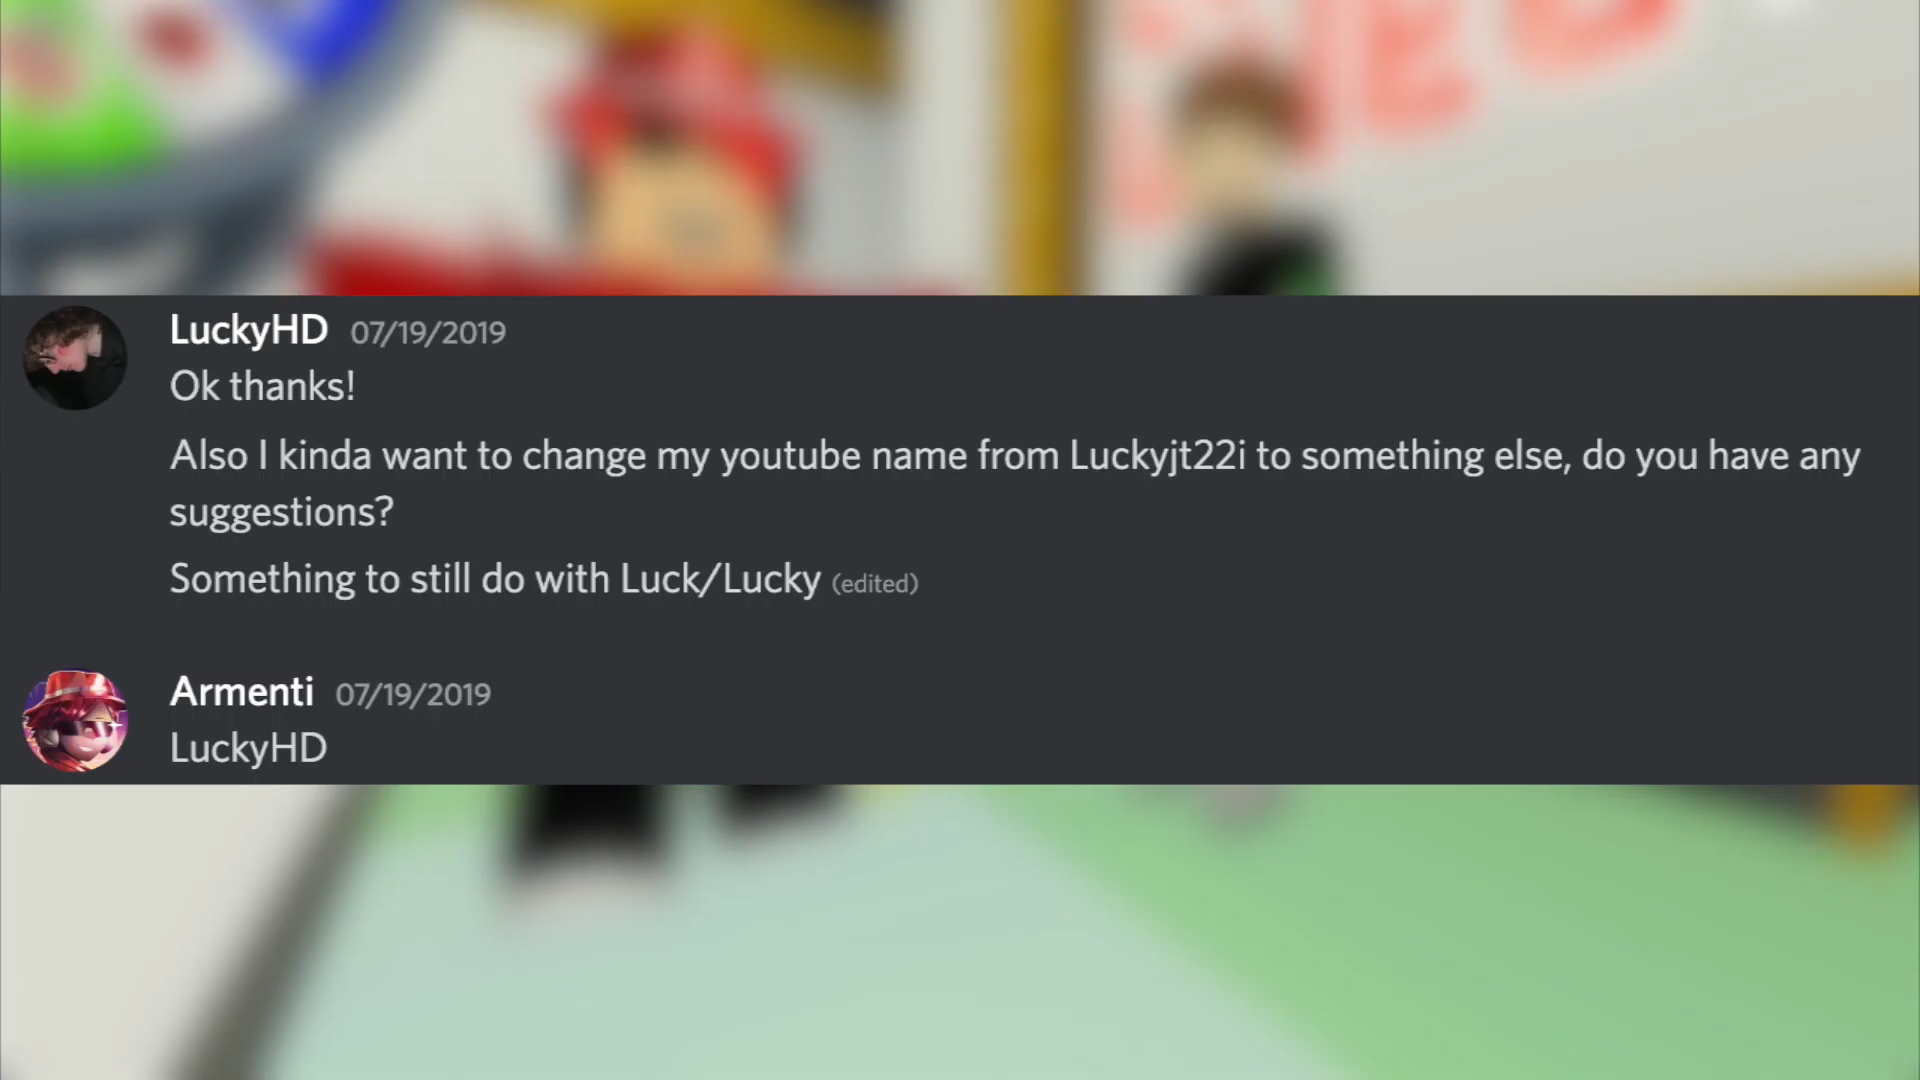 LuckyHD 07/19/2019
Ok thanks!
Also I kinda want to change my youtube name from Luckyjt22i to something else, do you have any
suggestions?
Something to still do with Luck/Lucky (edited)
Armenti 07/19/2019
LuckyHD